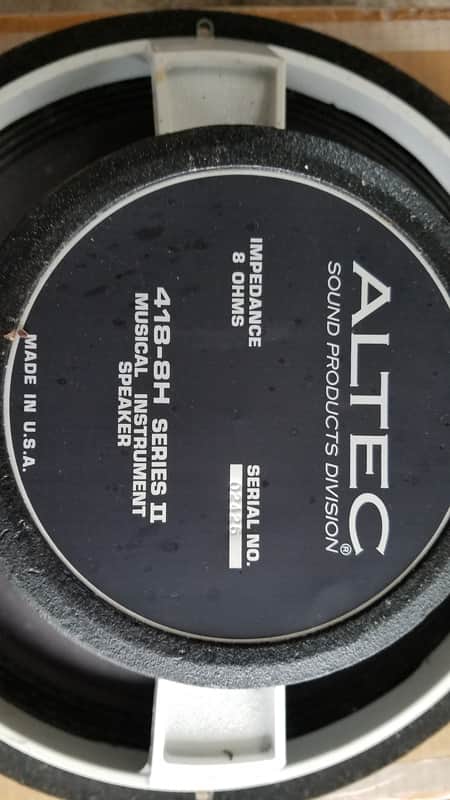 ALTEC®
SOUND PRODUCTS DIVISION
IMPEDANCE
8 OHMS
SERIAL NO.
02426
418-8H SERIES II
MUSICAL INSTRUMENT
SPEAKER
MADE IN U.S.A.